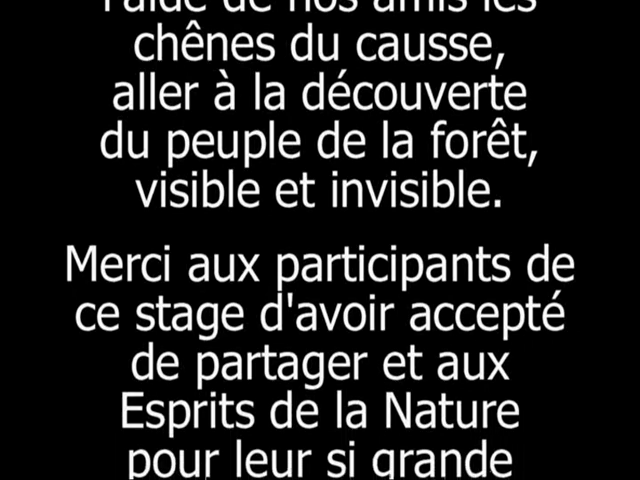 l'aide de nos amis les
chênes du causse,
aller à la découverte
du peuple de la forêt,
visible et invisible.
Merci aux participants de
ce stage d'avoir accepté
de partager et aux
Esprits de la Nature
pour leur si grande